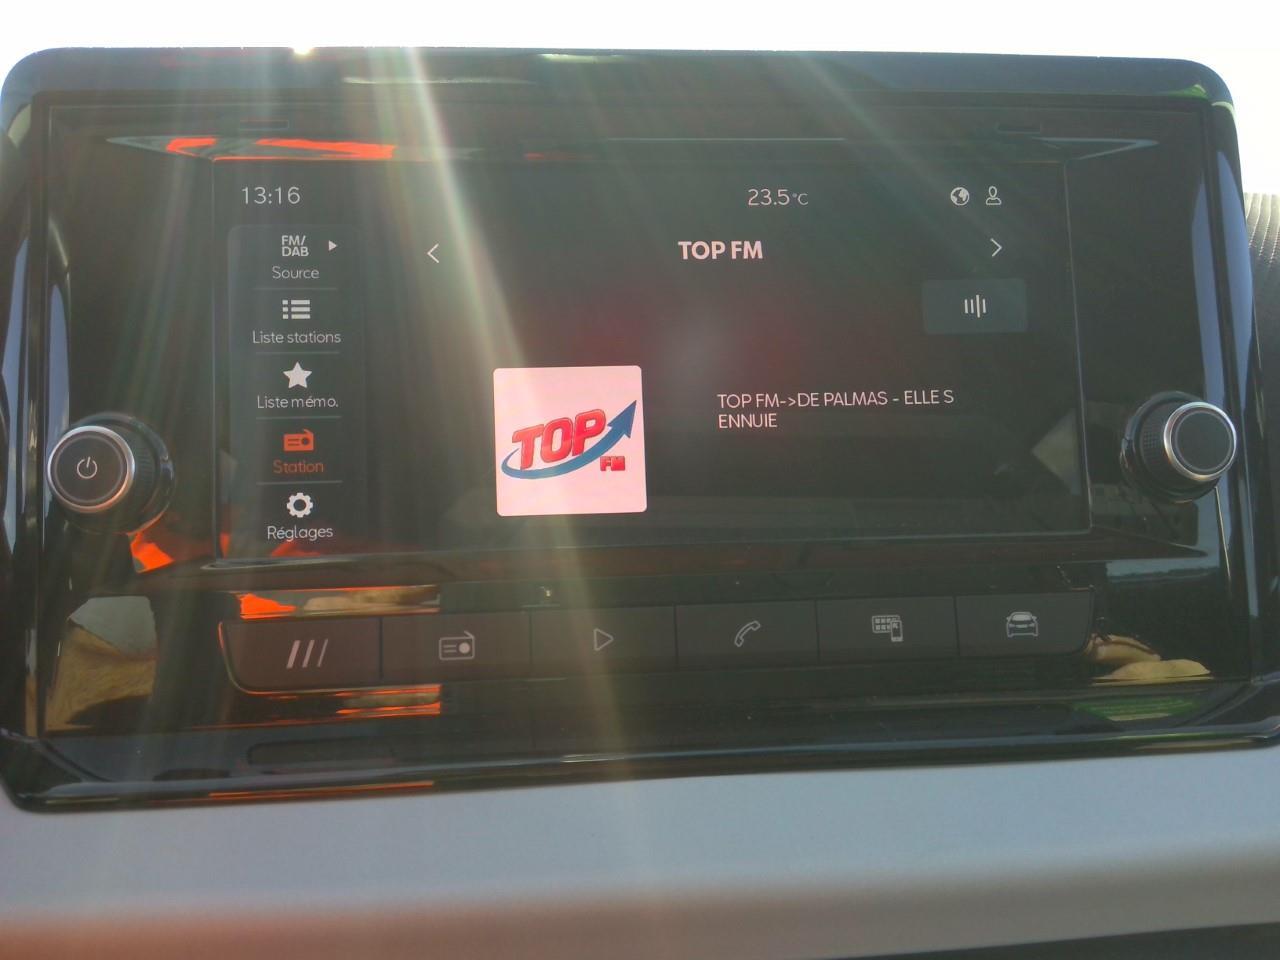 13:16
23.5°C
FM/
DAB
Source
TOP FM
Liste stations
Liste mémo.
Station
Réglages
TOP FM->DE PALMAS - ELLE S
ENNUIE
TOP
FM